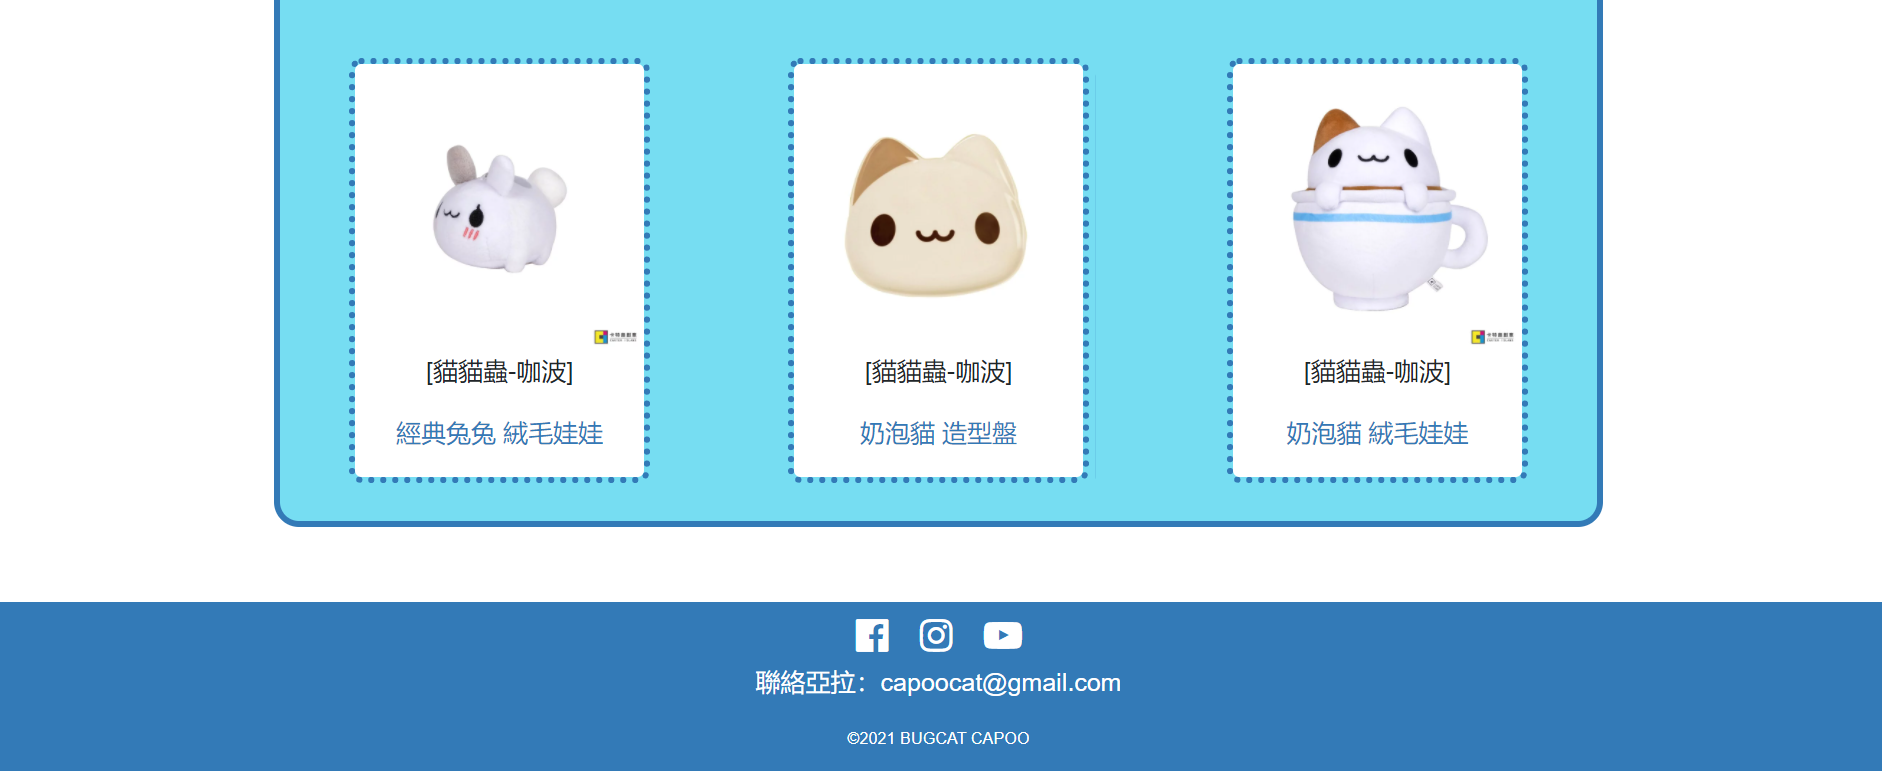 [貓貓蟲-咖波]
經典兔兔 絨毛娃娃
[貓貓蟲-咖波]
奶泡貓 造型盤
[貓貓蟲-咖波]
奶泡貓 絨毛娃娃
聯絡亞拉：capoocat@gmail.com
©2021 BUGCAT CAPOO